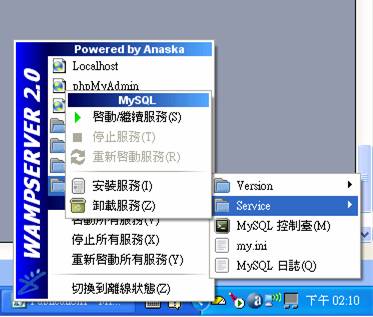 Powered by Anaska
WAMPSERVER 2.0
Localhost
phpMyAdmin
MySQL
啓動/繼續服務(S)
停止服務(T)
重新啓動服務(R)
安裝服務(I)
卸載服務(Z)
Version
Service
MySQL 控制臺(M)
my.ini
MySQL 日誌(Q)
啓動所有服務(V)
停止所有服務(X)
重新啓動所有服務(Y)
切換到離線狀態(Z)
下午 02:10